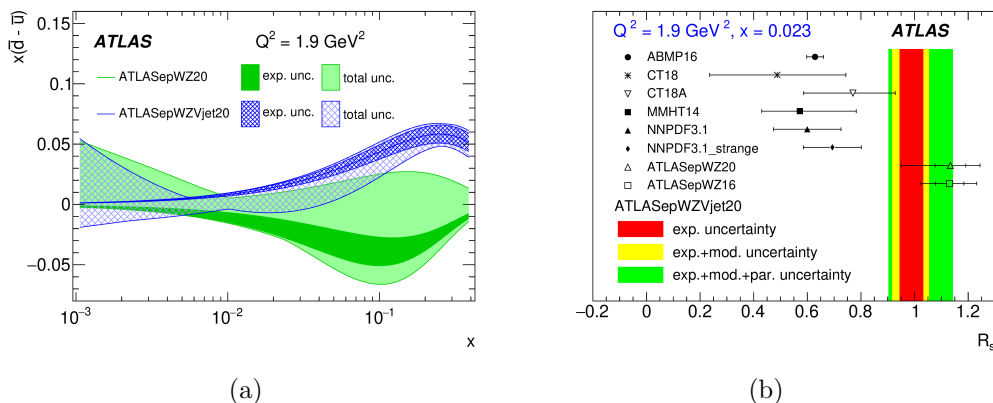 x(d̅ - u̅)
0.15
0.1
0.05
0
−0.05
ATLAS
Q² = 1.9 GeV²
ATLASepWZ20 exp. unc. total unc.
ATLASepWZVjet20 exp. unc. total unc.
10⁻³ 10⁻² 10⁻¹
x
(a)
Q² = 1.9 GeV², x = 0.023 ATLAS
ABMP16
CT18
CT18A
MMHT14
NNPDF3.1
NNPDF3.1_strange
ATLASepWZ20
ATLASepWZ16
ATLASepWZVjet20
exp. uncertainty
exp.+mod. uncertainty
exp.+mod.+par. uncertainty
−0.2 0 0.2 0.4 0.6 0.8 1 1.2
Rs
(b)